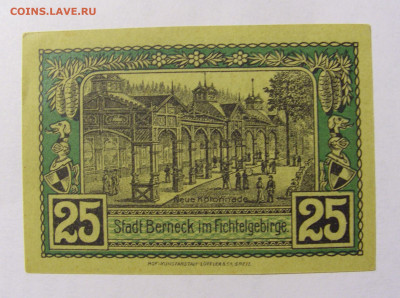 COINS.LAVE.RU
Neue Kolonnade
25 Stadt Berneck im Fichtelgebirge. 25